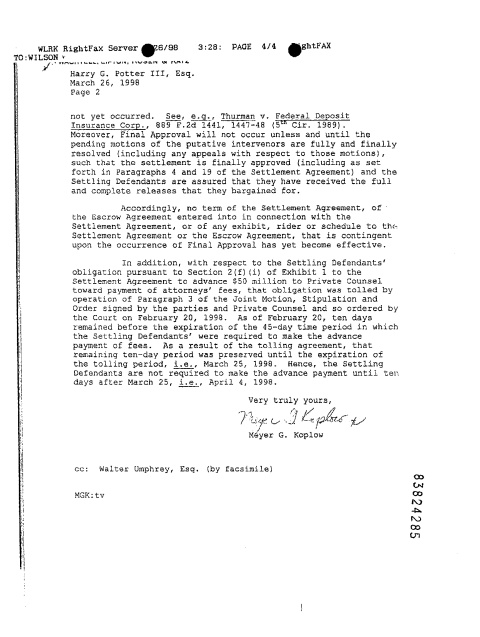 WLRK RightFax Server 26/98 3:28: PAGE 4/4 RightFAX
TO:WILSON
Harry G. Potter III, Esq.
March 26, 1998
Page 2
not yet occurred. See, e.g., Thurman v. Federal Deposit
Insurance Corp., 889 F.2d 1441, 1447-48 (5th Cir. 1989).
Moreover, Final Approval will not occur unless and until the
pending motions of the putative intervenors are fully and finally
resolved (including any appeals with respect to those motions),
such that the settlement is finally approved (including as set
forth in Paragraphs 4 and 19 of the Settlement Agreement) and the
Settling Defendants are assured that they have received the full
and complete releases that they bargained for.
Accordingly, no term of the Settlement Agreement, of
the Escrow Agreement entered into in connection with the
Settlement Agreement, or of any exhibit, rider or schedule to the
Settlement Agreement or the Escrow Agreement, that is contingent
upon the occurrence of Final Approval has yet become effective.
In addition, with respect to the Settling Defendants'
obligation pursuant to Section 2(f)(i) of Exhibit 1 to the
Settlement Agreement to advance $50 million to Private Counsel
toward payment of attorneys' fees, that obligation was tolled by
operation of Paragraph 3 of the Joint Motion, Stipulation and
Order signed by the parties and Private Counsel and so ordered by
the Court on February 20, 1998. As of February 20, ten days
remained before the expiration of the 45-day time period in which
the Settling Defendants' were required to make the advance
payment of fees. As a result of the tolling agreement, that
remaining ten-day period was preserved until the expiration of
the tolling period, i.e., March 25, 1998. Hence, the Settling
Defendants are not required to make the advance payment until ten
days after March 25, i.e., April 4, 1998.
Very truly yours,
Meyer G Koplow
Meyer G. Koplow
cc: Walter Umphrey, Esq. (by facsimile)
MGK:tv
83824285